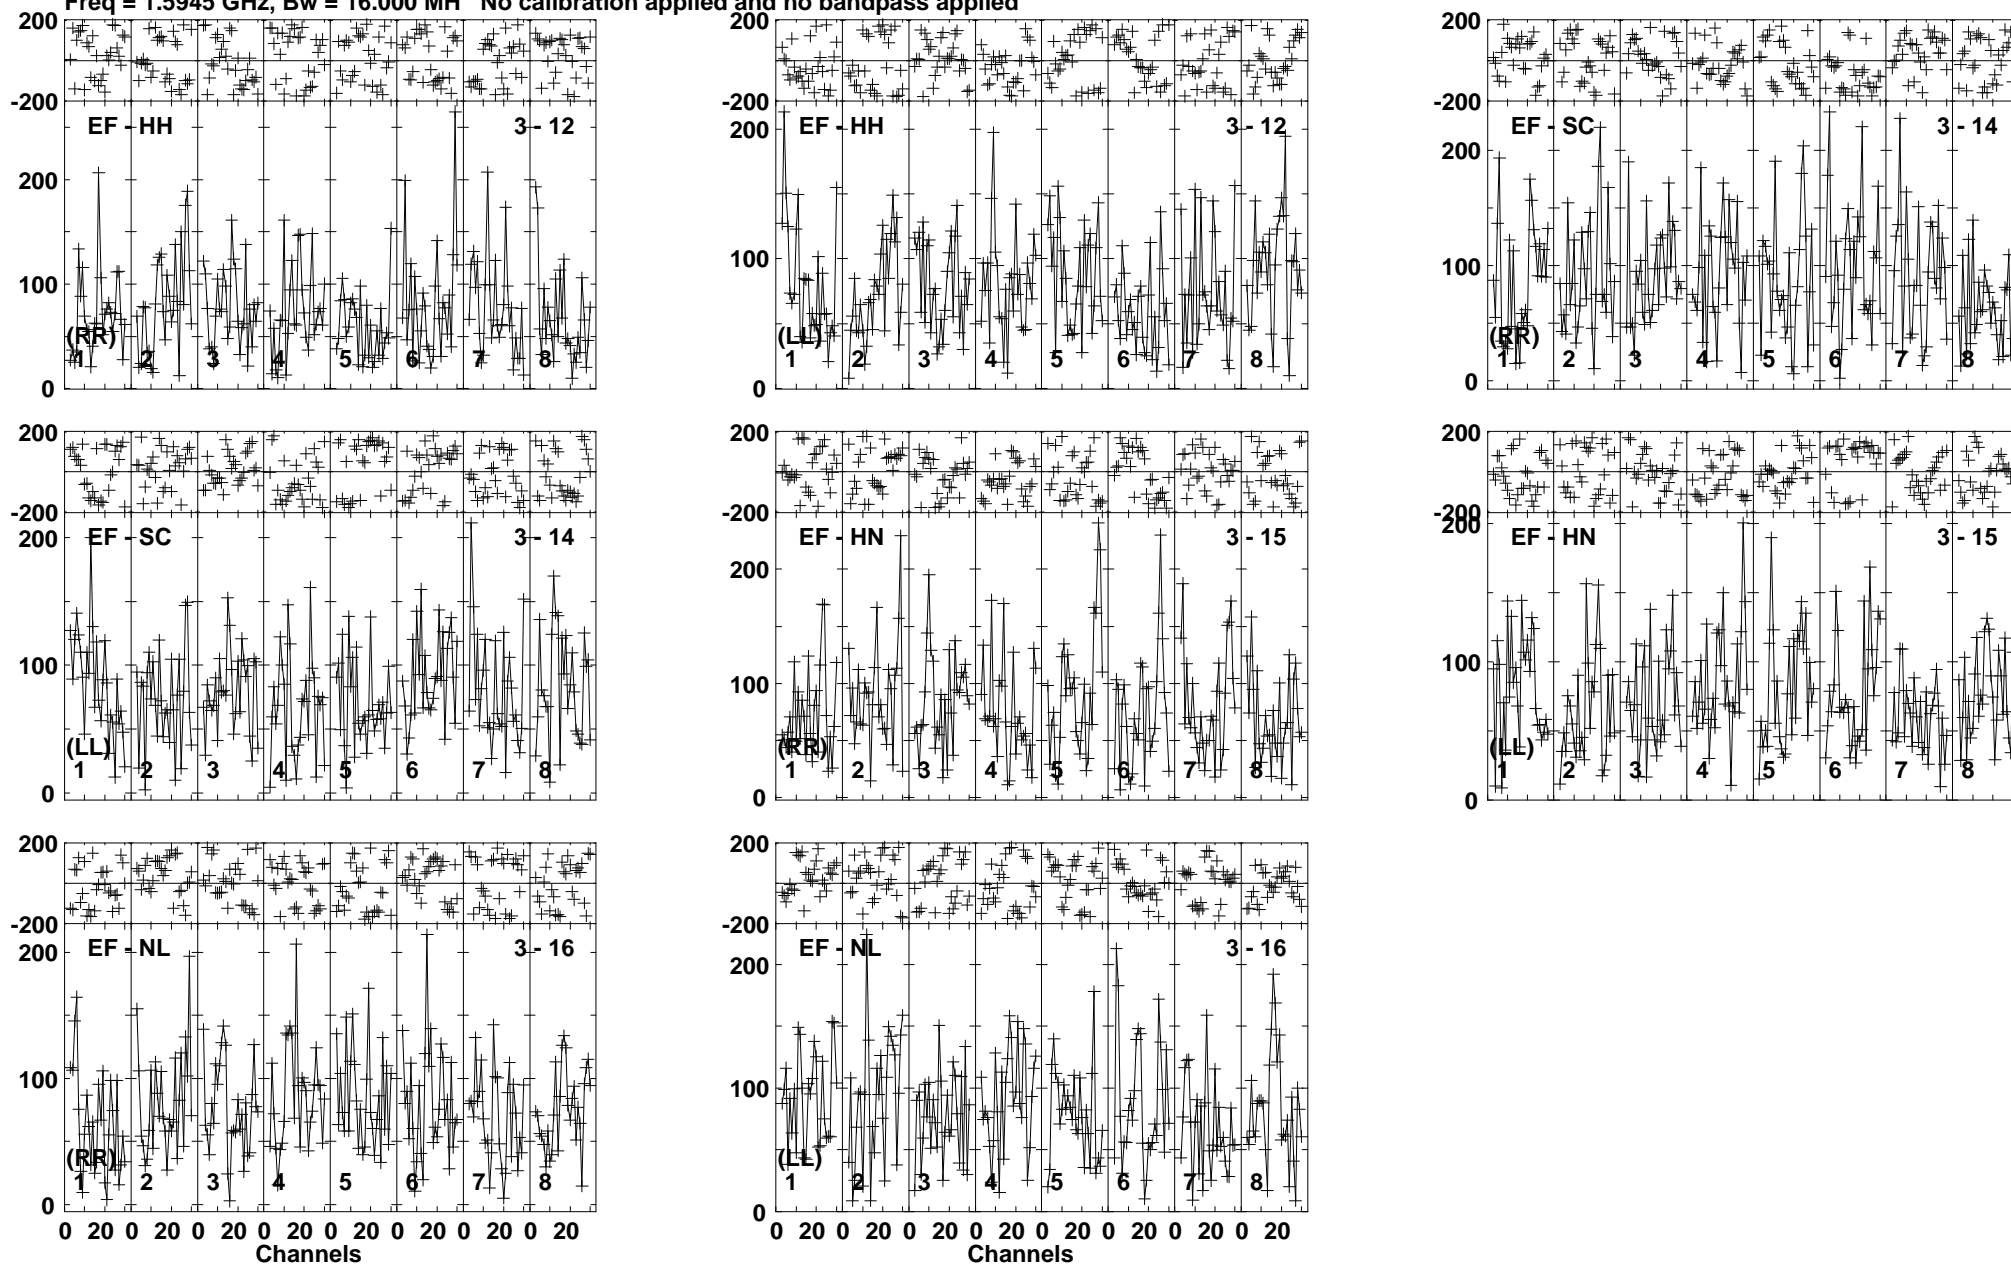 Freq = 1.5945 GHz, Bw = 16.000 MH No calibration applied and no bandpass applied
200
-200
EF - HH 3 - 12
200
100
0
(RR)
1 2 3 4 5 6 7 8
200
-200
EF - HH 3 - 12
200
100
0
(LL)
1 2 3 4 5 6 7 8
200
-200
EF - SC 3 - 14
200
100
0
(RR)
1 2 3 4 5 6 7 8
200
-200
EF - SC 3 - 14
200
100
0
(LL)
1 2 3 4 5 6 7 8
200
-200
EF - HN 3 - 15
200
100
0
(RR)
1 2 3 4 5 6 7 8
200
-200
EF - HN 3 - 15
200
100
0
(LL)
1 2 3 4 5 6 7 8
200
-200
EF - NL 3 - 16
200
100
0
(RR)
1 2 3 4 5 6 7 8
0 20 0 20 0 20 0 20 0 20 0 20 0 20 0 20
Channels
200
-200
EF - NL 3 - 16
200
100
0
(LL)
1 2 3 4 5 6 7 8
0 20 0 20 0 20 0 20 0 20 0 20 0 20 0 20
Channels